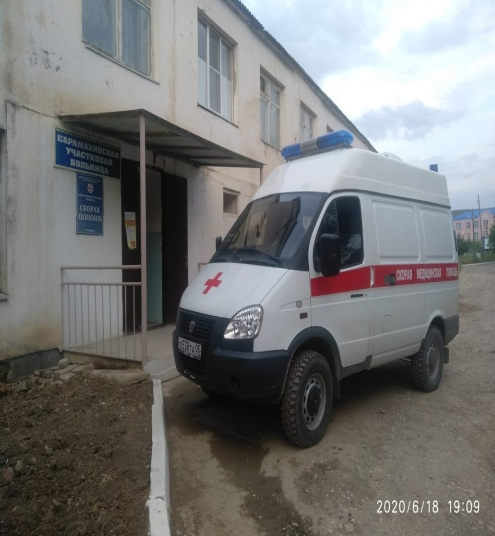 КАРАМАХИНСКАЯ
УЧАСТКОВАЯ
БОЛЬНИЦА
СКОРАЯ
ПОМОЩЬ
СКОРАЯ МЕДИЦИНСКАЯ ПОМОЩЬ
2020/6/18 19:09